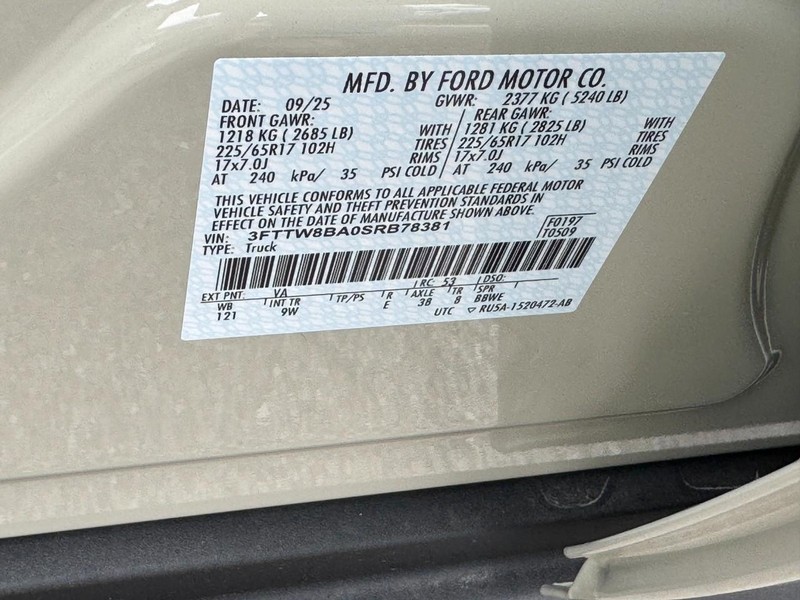 MFD. BY FORD MOTOR CO.
DATE: 09/25 GVWR: 2377 KG ( 5240 LB)
FRONT GAWR: REAR GAWR:
1218 KG ( 2685 LB) WITH 1281 KG ( 2825 LB) WITH
225/65R17 102H TIRES 225/65R17 102H TIRES
17x7.0J RIMS 17x7.0J RIMS
AT 240 kPa/ 35 PSI COLD AT 240 kPa/ 35 PSI COLD
THIS VEHICLE CONFORMS TO ALL APPLICABLE FEDERAL MOTOR
VEHICLE SAFETY AND THEFT PREVENTION STANDARDS IN
EFFECT ON THE DATE OF MANUFACTURE SHOWN ABOVE.
VIN: 3FTTW8BA0SRB78381 F0197
TYPE: Truck T0509
EXT PNT: VA RC: 53 DSO:
WB INT TR TP/PS R AXLE TR SPR
121 9W E 3B 8 BBWE
UTC ▽ RU5A-1520472-AB